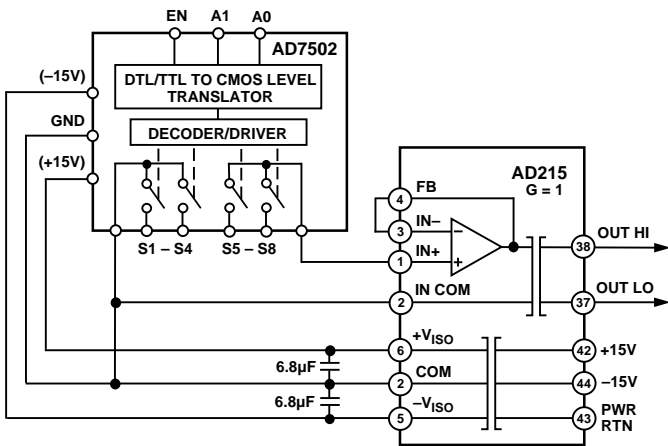 EN A1 A0
AD7502
(–15V)
DTL/TTL TO CMOS LEVEL
TRANSLATOR
GND
DECODER/DRIVER
(+15V)
S1 – S4 S5 – S8
AD215
G = 1
4 FB
3 IN–
–
1 IN+
+
38 OUT HI
2 IN COM
37 OUT LO
6 +VISO
42 +15V
6.8µF
2 COM
44 –15V
6.8µF
5 –VISO
43 PWR
RTN